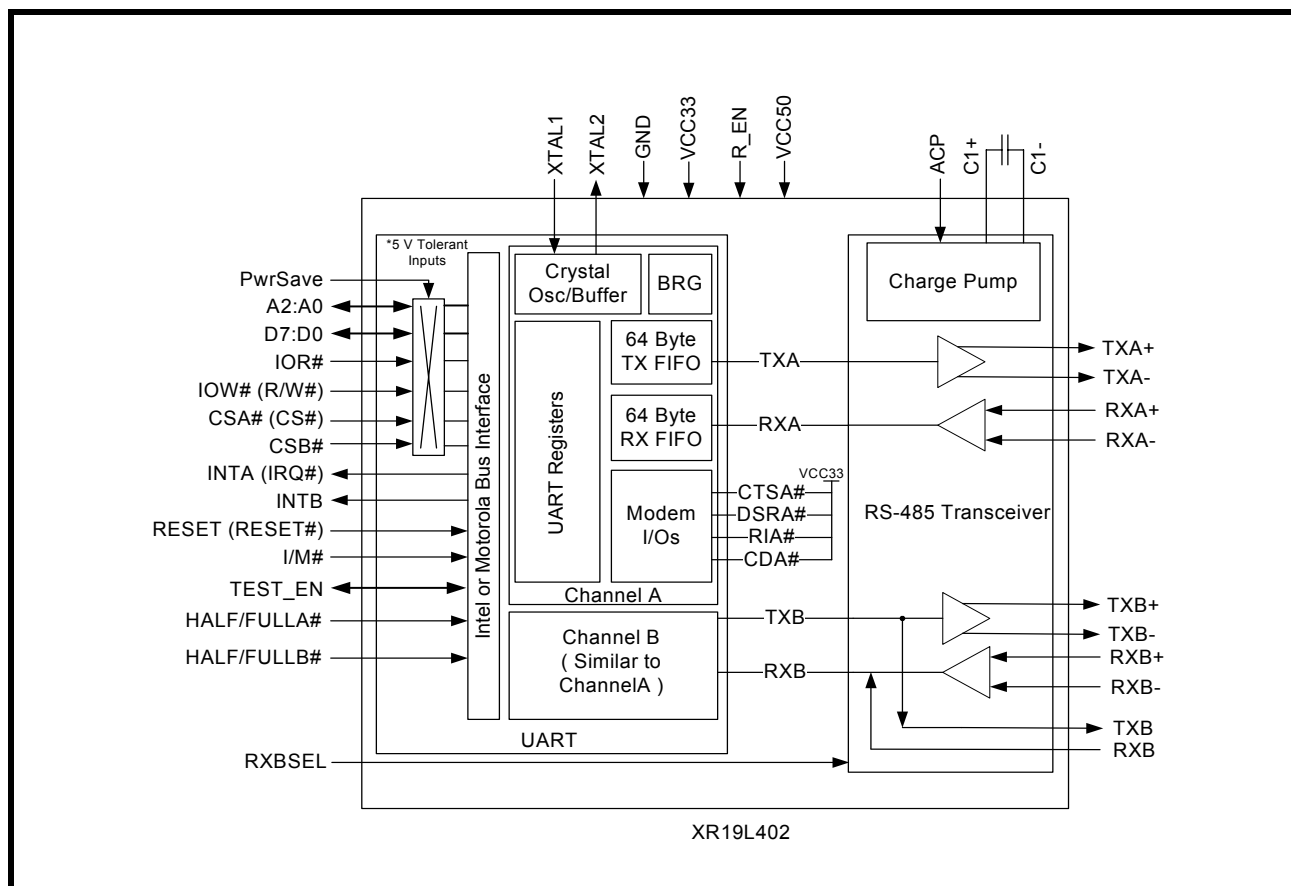 XTAL1
XTAL2
GND
VCC33
R_EN
VCC50
ACP
C1+
C1-
*5 V Tolerant
Inputs
PwrSave
A2:A0
D7:D0
IOR#
IOW# (R/W#)
CSA# (CS#)
CSB#
INTA (IRQ#)
INTB
RESET (RESET#)
I/M#
TEST_EN
HALF/FULLA#
HALF/FULLB#
RXBSEL
Intel or Motorola Bus Interface
Crystal
Osc/Buffer
BRG
UART Registers
64 Byte
TX FIFO
64 Byte
RX FIFO
Modem
I/Os
Channel A
Channel B
( Similar to
ChannelA )
UART
TXA
RXA
VCC33
CTSA#
DSRA#
RIA#
CDA#
TXB
RXB
Charge Pump
RS-485 Transceiver
TXA+
TXA-
RXA+
RXA-
TXB+
TXB-
RXB+
RXB-
TXB
RXB
XR19L402